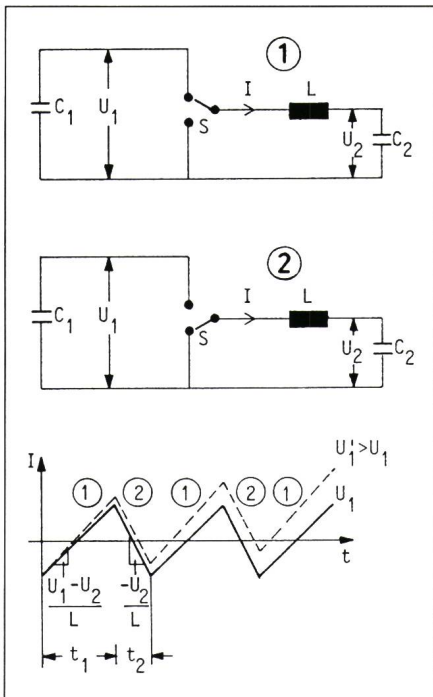 ①
C₁ U₁ S I L U₂ C₂
②
C₁ U₁ S I L U₂ C₂
I ① ② ① ② ① U₁'>U₁
U₁
t
U₁-U₂ -U₂
L L
t₁ t₂